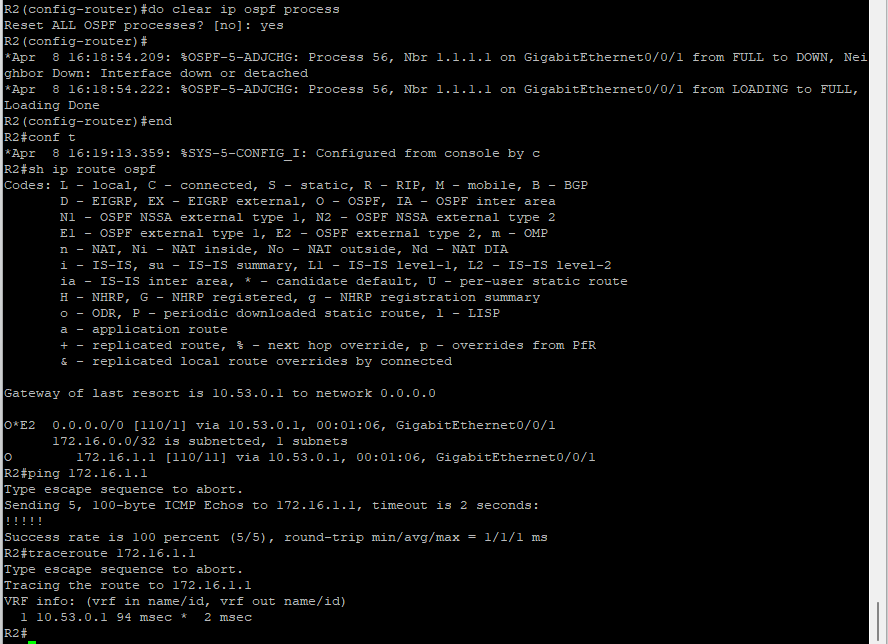 R2(config-router)#do clear ip ospf process
Reset ALL OSPF processes? [no]: yes
R2(config-router)#
*Apr  8 16:18:54.209: %OSPF-5-ADJCHG: Process 56, Nbr 1.1.1.1 on GigabitEthernet0/0/1 from FULL to DOWN, Nei
ghbor Down: Interface down or detached
*Apr  8 16:18:54.222: %OSPF-5-ADJCHG: Process 56, Nbr 1.1.1.1 on GigabitEthernet0/0/1 from LOADING to FULL,
Loading Done
R2(config-router)#end
R2#conf t
*Apr  8 16:19:13.359: %SYS-5-CONFIG_I: Configured from console by c
R2#sh ip route ospf
Codes: L - local, C - connected, S - static, R - RIP, M - mobile, B - BGP
       D - EIGRP, EX - EIGRP external, O - OSPF, IA - OSPF inter area
       N1 - OSPF NSSA external type 1, N2 - OSPF NSSA external type 2
       E1 - OSPF external type 1, E2 - OSPF external type 2, m - OMP
       n - NAT, Ni - NAT inside, No - NAT outside, Nd - NAT DIA
       i - IS-IS, su - IS-IS summary, L1 - IS-IS level-1, L2 - IS-IS level-2
       ia - IS-IS inter area, * - candidate default, U - per-user static route
       H - NHRP, G - NHRP registered, g - NHRP registration summary
       o - ODR, P - periodic downloaded static route, l - LISP
       a - application route
       + - replicated route, % - next hop override, p - overrides from PfR
       & - replicated local route overrides by connected

Gateway of last resort is 10.53.0.1 to network 0.0.0.0

O*E2  0.0.0.0/0 [110/1] via 10.53.0.1, 00:01:06, GigabitEthernet0/0/1
      172.16.0.0/32 is subnetted, 1 subnets
O        172.16.1.1 [110/11] via 10.53.0.1, 00:01:06, GigabitEthernet0/0/1
R2#ping 172.16.1.1
Type escape sequence to abort.
Sending 5, 100-byte ICMP Echos to 172.16.1.1, timeout is 2 seconds:
!!!!!
Success rate is 100 percent (5/5), round-trip min/avg/max = 1/1/1 ms
R2#traceroute 172.16.1.1
Type escape sequence to abort.
Tracing the route to 172.16.1.1
VRF info: (vrf in name/id, vrf out name/id)
  1 10.53.0.1 94 msec *  2 msec
R2#